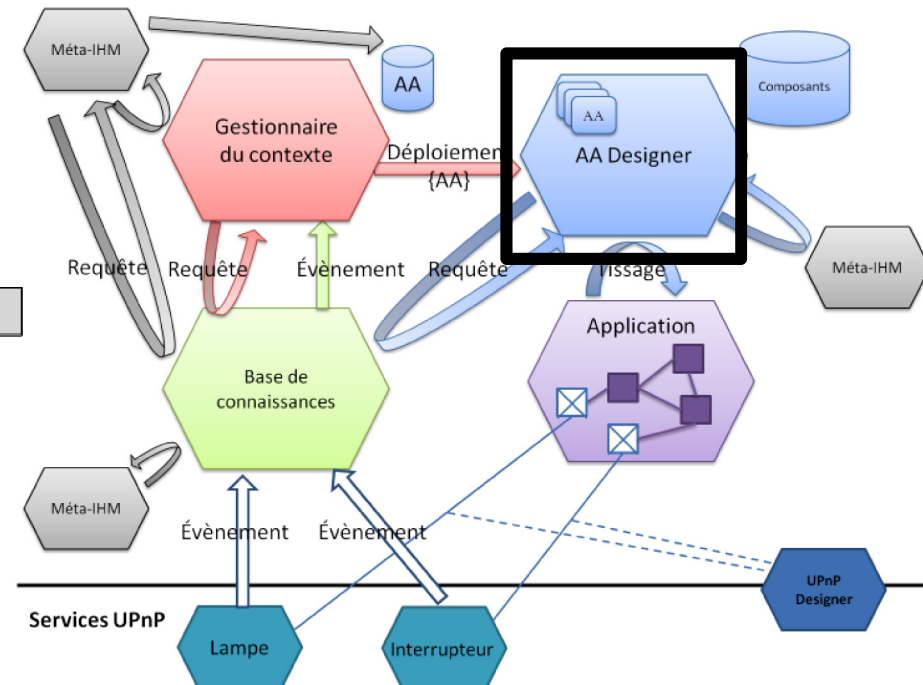 Méta-IHM
AA
Composants
Gestionnaire
du contexte
AA
AA Designer
Déploiemen
{AA}
Requête
Requête
Évènement
Requête
Tissage
Méta-IHM
Application
Base de
connaissances
Méta-IHM
Évènement
Évènement
UPnP
Designer
Services UPnP
Lampe
Interrupteur